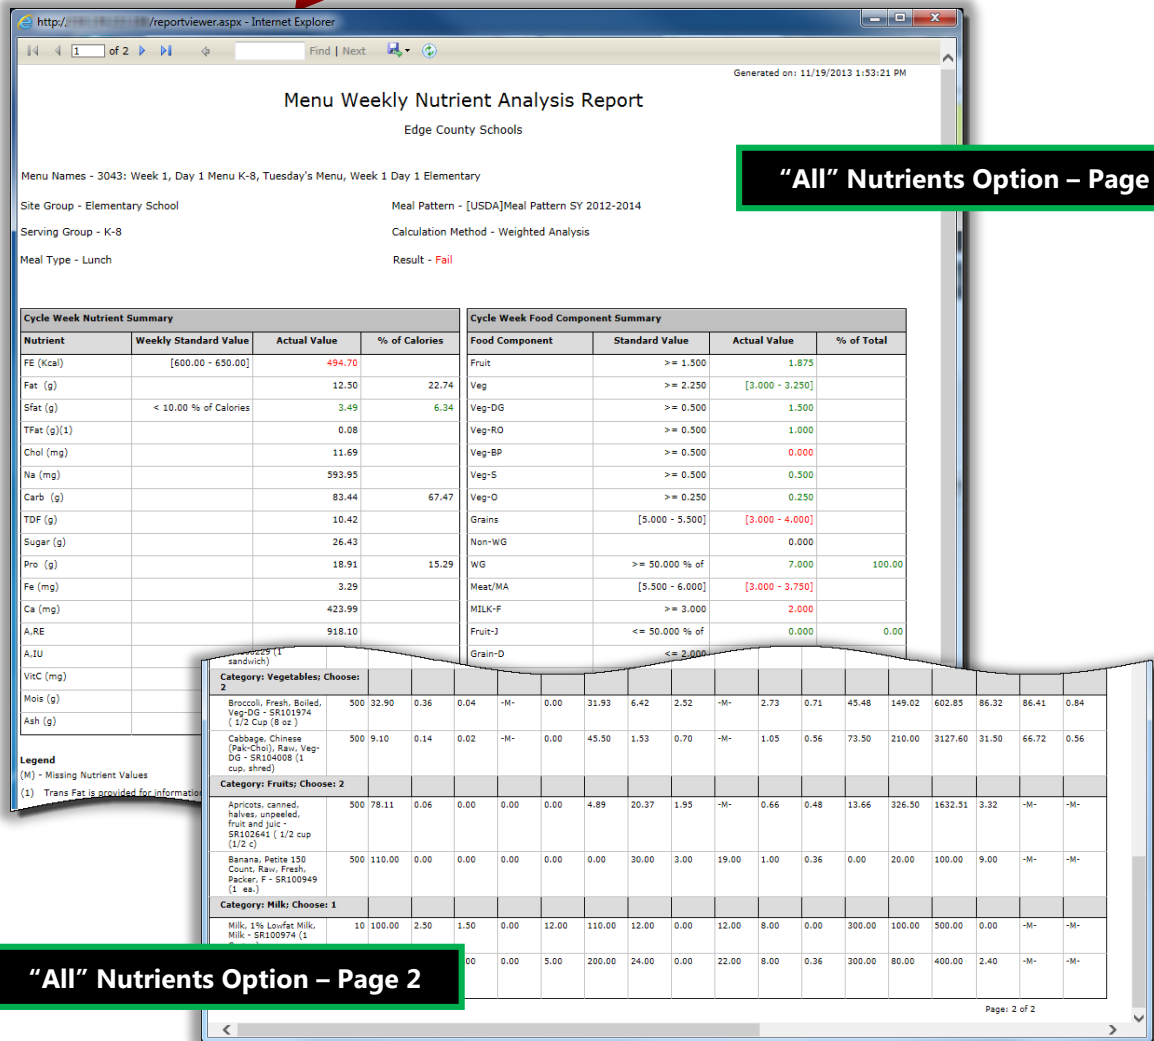 http:/ /reportviewer.aspx - Internet Explorer
1 of 2 Find | Next
Generated on: 11/19/2013 1:53:21 PM
Menu Weekly Nutrient Analysis Report
Edge County Schools
"All" Nutrients Option – Page
Menu Names - 3043: Week 1, Day 1 Menu K-8, Tuesday's Menu, Week 1 Day 1 Elementary
Site Group - Elementary School Meal Pattern - [USDA]Meal Pattern SY 2012-2014
Serving Group - K-8 Calculation Method - Weighted Analysis
Meal Type - Lunch Result - Fail
Cycle Week Nutrient Summary Cycle Week Food Component Summary
Nutrient Weekly Standard Value Actual Value % of Calories Food Component Standard Value Actual Value % of Total
FE (Kcal) [600.00 - 650.00] 494.70 Fruit >= 1.500 1.875
Fat (g) 12.50 22.74 Veg >= 2.250 [3.000 - 3.250]
Sfat (g) < 10.00 % of Calories 3.49 6.34 Veg-DG >= 0.500 1.500
TFat (g)(1) 0.08 Veg-RO >= 0.500 1.000
Chol (mg) 11.69 Veg-BP >= 0.500 0.000
Na (mg) 593.95 Veg-S >= 0.500 0.500
Carb (g) 83.44 67.47 Veg-O >= 0.250 0.250
TDF (g) 10.42 Grains [5.000 - 5.500] [3.000 - 4.000]
Sugar (g) 26.43 Non-WG 0.000
Pro (g) 18.91 15.29 WG >= 50.000 % of 7.000 100.00
Fe (mg) 3.29 Meat/MA [5.500 - 6.000] [3.000 - 3.750]
Ca (mg) 423.99 MILK-F >= 3.000 2.000
A,RE 918.10 Fruit-J <= 50.000 % of 0.000 0.00
A,IU Grain-D <= 2.000
VitC (mg)
Mois (g)
Ash (g)
Legend
(M) - Missing Nutrient Values
(1) Trans Fat is provided for
(1
sandwich)
Category: Vegetables; Choose:
2
Broccoli, Fresh, Boiled, 500 32.90 0.36 0.04 -M- 0.00 31.93 6.42 2.52 -M- 2.73 0.71 45.48 149.02 602.85 86.32 86.41 0.84
Veg-DG - SR101974
( 1/2 Cup (8 oz )
Cabbage, Chinese 500 9.10 0.14 0.02 -M- 0.00 45.50 1.53 0.70 -M- 1.05 0.56 73.50 210.00 3127.60 31.50 66.72 0.56
(Pak-Choi), Raw, Veg-
DG - SR104008 (1
cup, shred)
Category: Fruits; Choose: 2
Apricots, canned, 500 78.11 0.06 0.00 0.00 0.00 4.89 20.37 1.95 -M- 0.66 0.48 13.66 326.50 1632.51 3.32 -M- -M-
halves, unpeeled,
fruit and juic -
SR102641 ( 1/2 cup
(1/2 c)
Banana, Petite 150 500 110.00 0.00 0.00 0.00 0.00 0.00 30.00 3.00 19.00 1.00 0.36 0.00 20.00 100.00 9.00 -M- -M-
Count, Raw, Fresh,
Packer, F - SR100949
(1 ea.)
Category: Milk; Choose: 1
Milk, 1% Lowfat Milk, 10 100.00 2.50 1.50 0.00 12.00 110.00 12.00 0.00 12.00 8.00 0.00 300.00 100.00 500.00 0.00 -M- -M-
Milk - SR100974 (1
0.00 5.00 200.00 24.00 0.00 22.00 8.00 0.36 300.00 80.00 400.00 2.40 -M- -M-
"All" Nutrients Option – Page 2
Page: 2 of 2